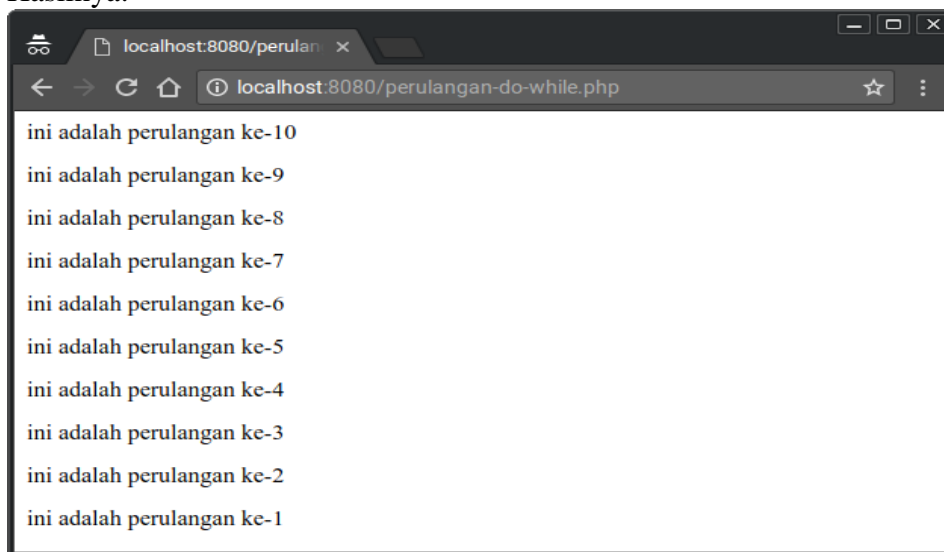 Hasilnya:
localhost:8080/perulan
localhost:8080/perulangan-do-while.php
ini adalah perulangan ke-10
ini adalah perulangan ke-9
ini adalah perulangan ke-8
ini adalah perulangan ke-7
ini adalah perulangan ke-6
ini adalah perulangan ke-5
ini adalah perulangan ke-4
ini adalah perulangan ke-3
ini adalah perulangan ke-2
ini adalah perulangan ke-1